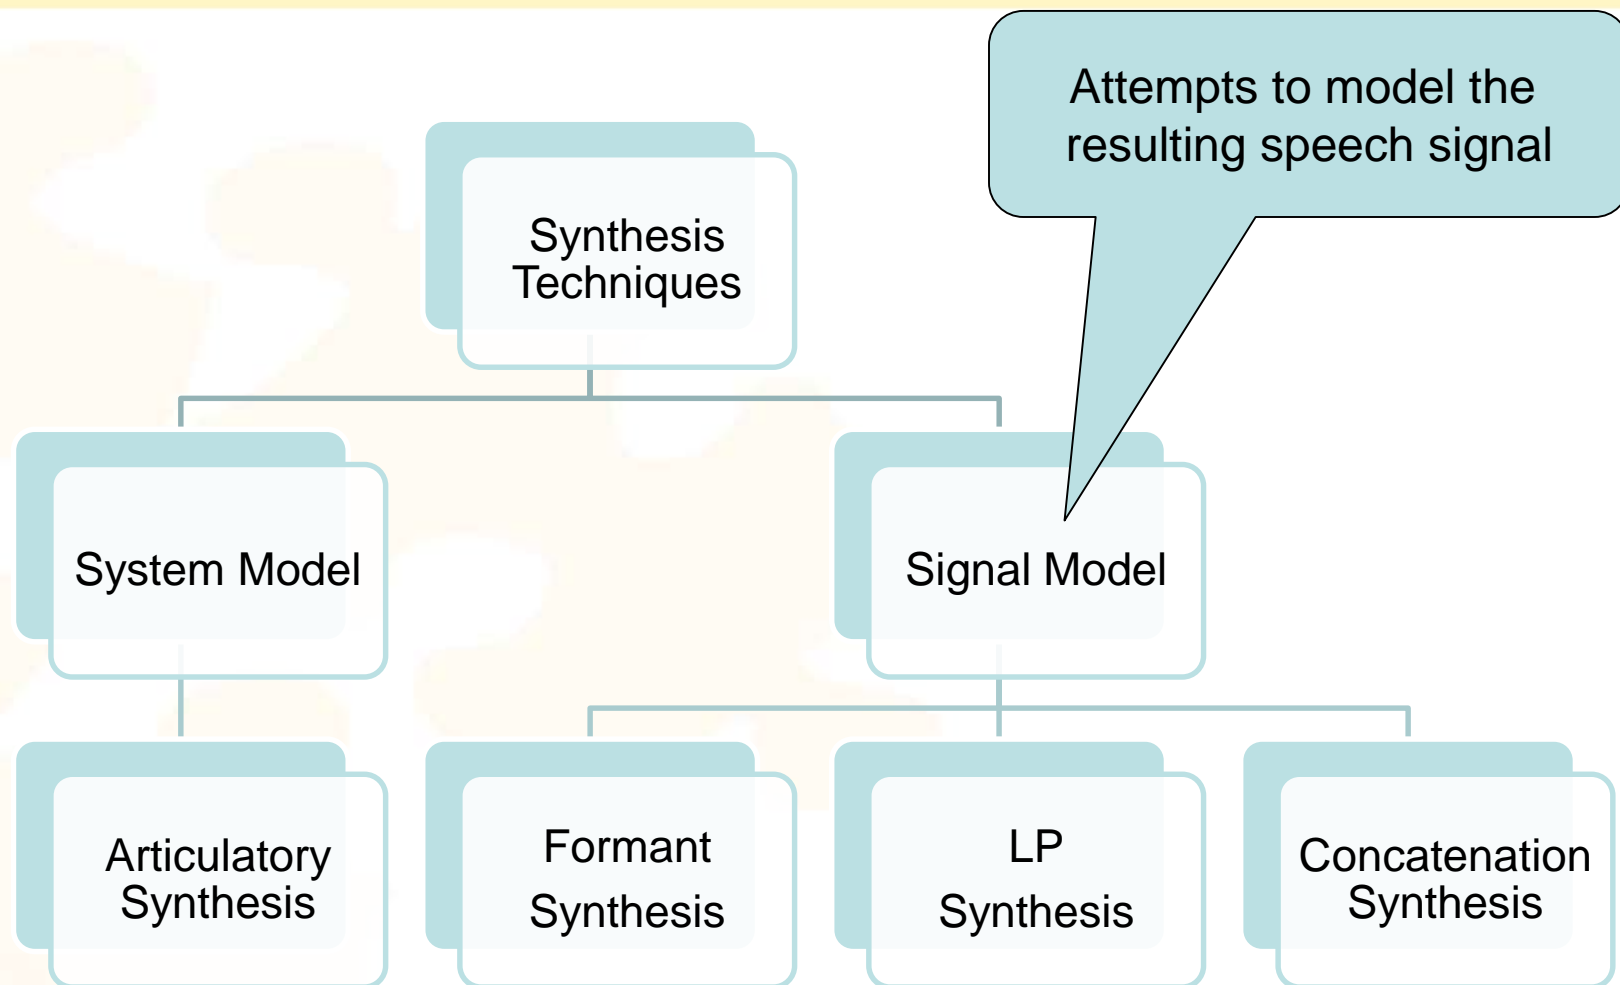 Attempts to model the
resulting speech signal
Synthesis
Techniques
System Model
Signal Model
Articulatory
Synthesis
Formant
Synthesis
LP
Synthesis
Concatenation
Synthesis